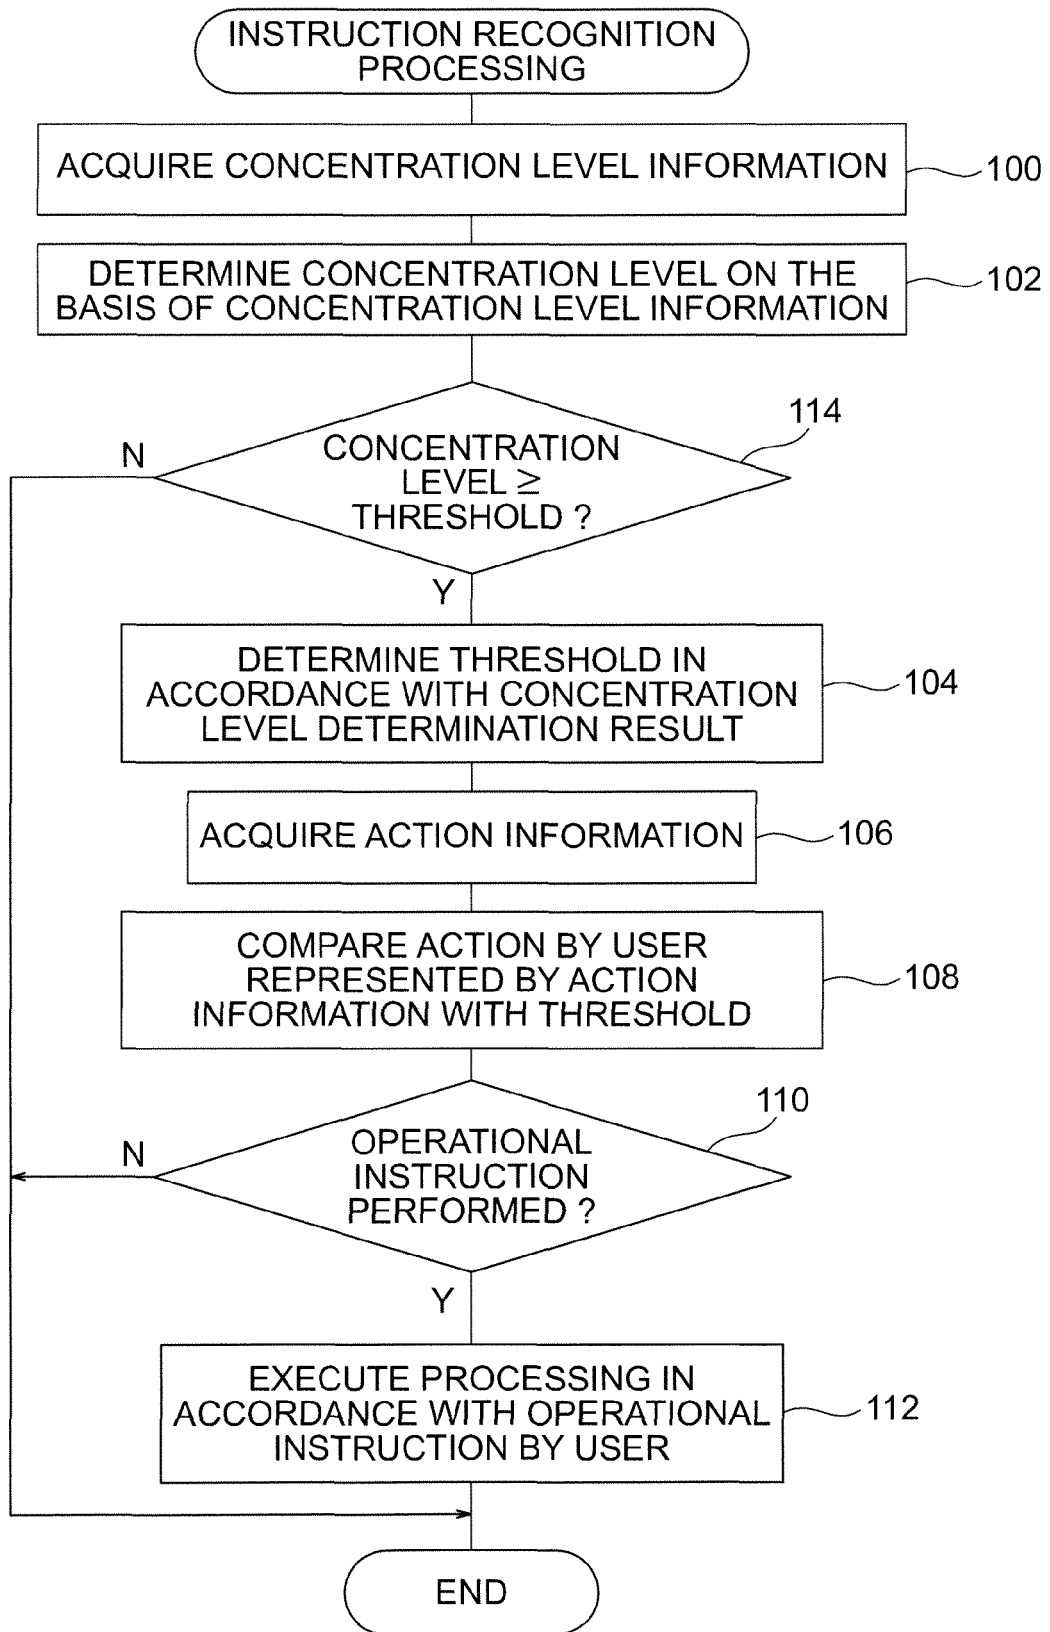 INSTRUCTION RECOGNITION
PROCESSING
ACQUIRE CONCENTRATION LEVEL INFORMATION
100
DETERMINE CONCENTRATION LEVEL ON THE
BASIS OF CONCENTRATION LEVEL INFORMATION
102
114
N
CONCENTRATION
LEVEL ≥
THRESHOLD ?
Y
DETERMINE THRESHOLD IN
ACCORDANCE WITH CONCENTRATION
LEVEL DETERMINATION RESULT
104
ACQUIRE ACTION INFORMATION
106
COMPARE ACTION BY USER
REPRESENTED BY ACTION
INFORMATION WITH THRESHOLD
108
110
N
OPERATIONAL
INSTRUCTION
PERFORMED ?
Y
EXECUTE PROCESSING IN
ACCORDANCE WITH OPERATIONAL
INSTRUCTION BY USER
112
END